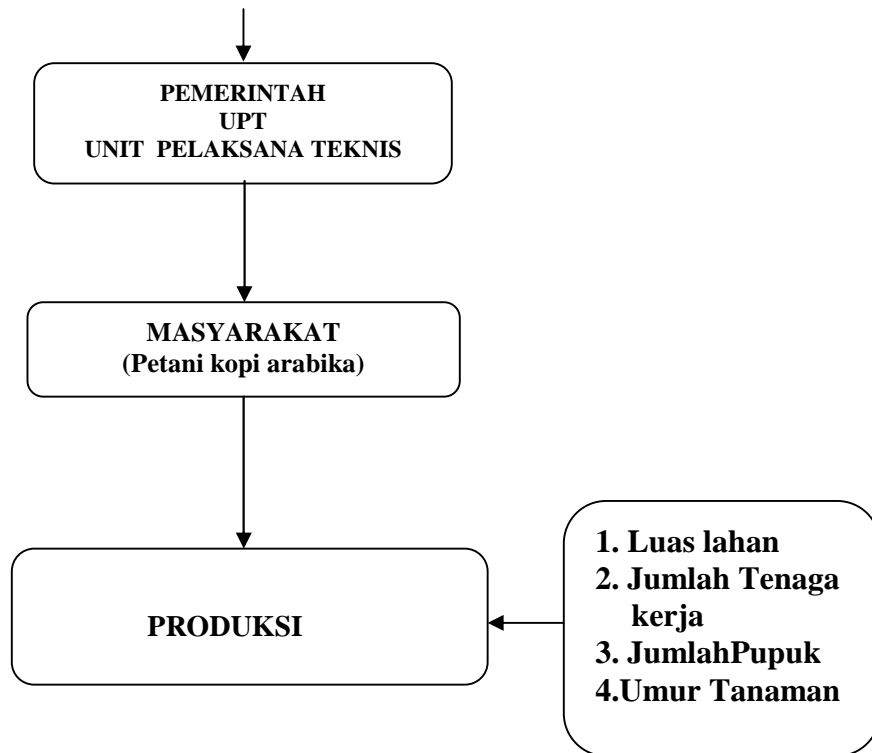 PEMERINTAH
UPT
UNIT PELAKSANA TEKNIS
MASYARAKAT
(Petani kopi arabika)
PRODUKSI
1. Luas lahan
2. Jumlah Tenaga
kerja
3. JumlahPupuk
4.Umur Tanaman